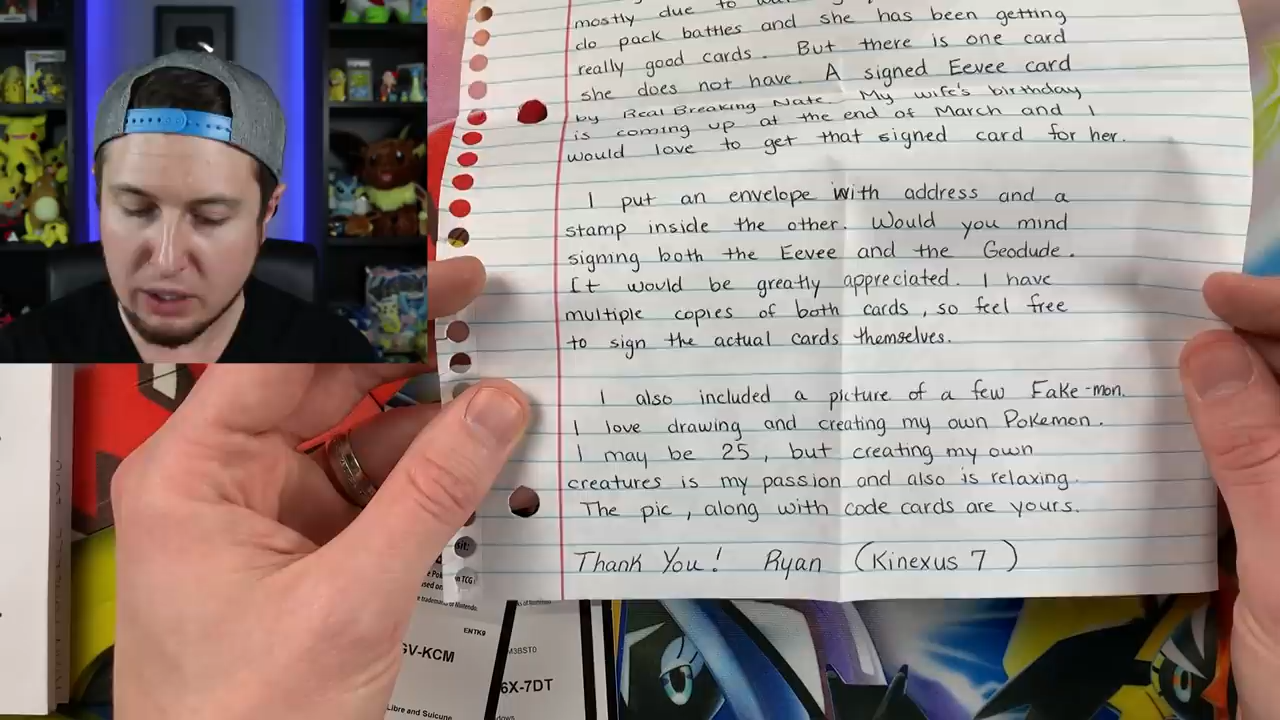 mostly due to
do pack battles and she has been getting
really good cards. But there is one card
she does not have. A signed Eevee card
by Real Breaking Nate. My wife's birthday
is coming up at the end of March and I
would love to get that signed card for her.
I put an envelope with address and a
stamp inside the other. Would you mind
signing both the Eevee and the Geodude.
It would be greatly appreciated. I have
multiple copies of both cards, so feel free
to sign the actual cards themselves.
I also included a picture of a few Fake-mon.
I love drawing and creating my own Pokemon.
I may be 25, but creating my own
creatures is my passion and also is relaxing.
The pic, along with code cards are yours.
Thank You! Ryan (Kinexus 7)
ENTK9
GV-KCM
M3BST0
6X-7DT
Libre and Suicune